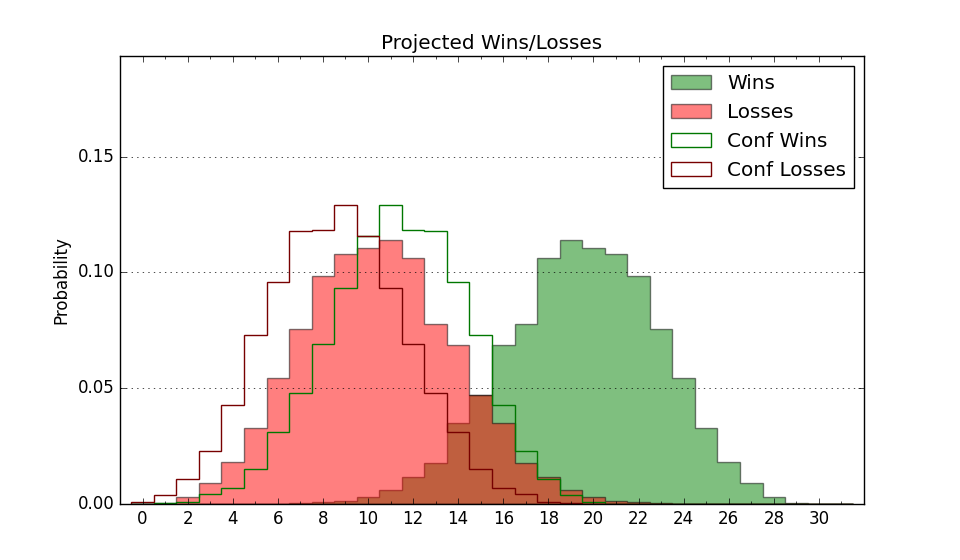 Projected Wins/Losses
Wins
Losses
Conf Wins
Conf Losses
Probability
0.15
0.10
0.05
0.00
0 2 4 6 8 10 12 14 16 18 20 22 24 26 28 30